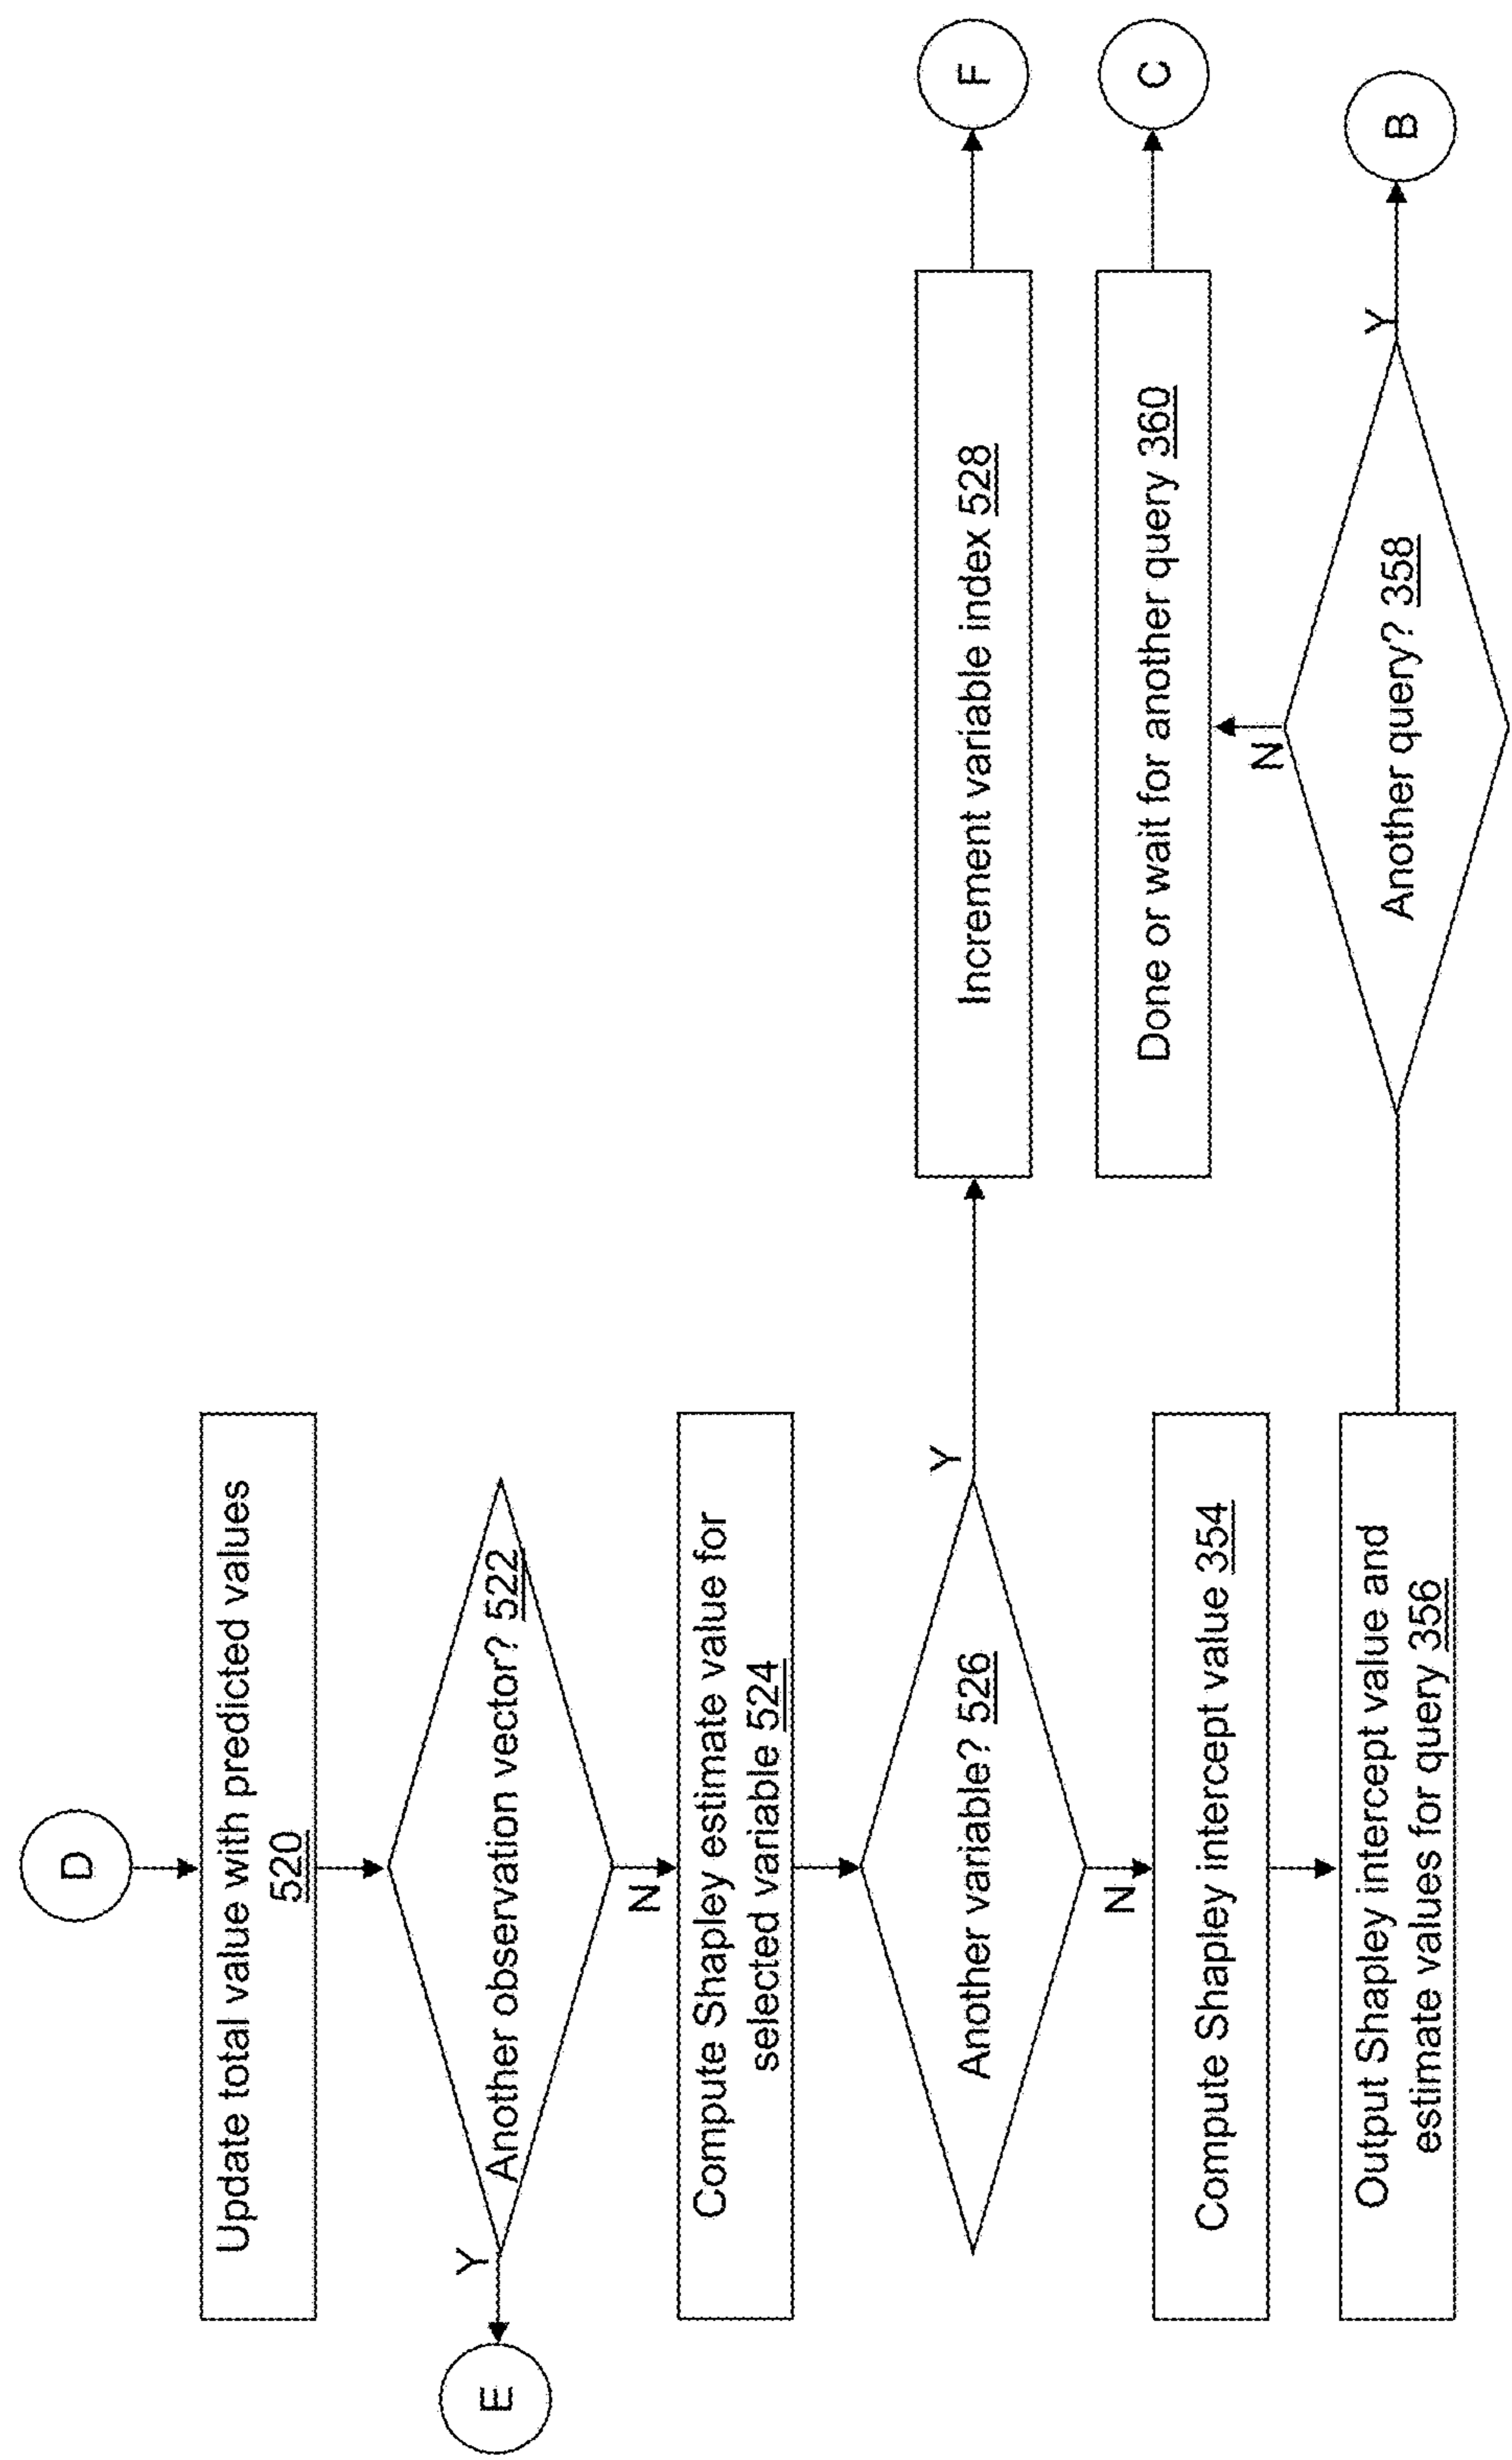 D
Update total value with predicted values
520
Y
E
Another observation vector? 522
N
Compute Shapley estimate value for
selected variable 524
Another variable? 526
Y
Increment variable index 528
F
N
Compute Shapley intercept value 354
Output Shapley intercept value and
estimate values for query 356
Another query? 358
Y
B
N
Done or wait for another query 360
C